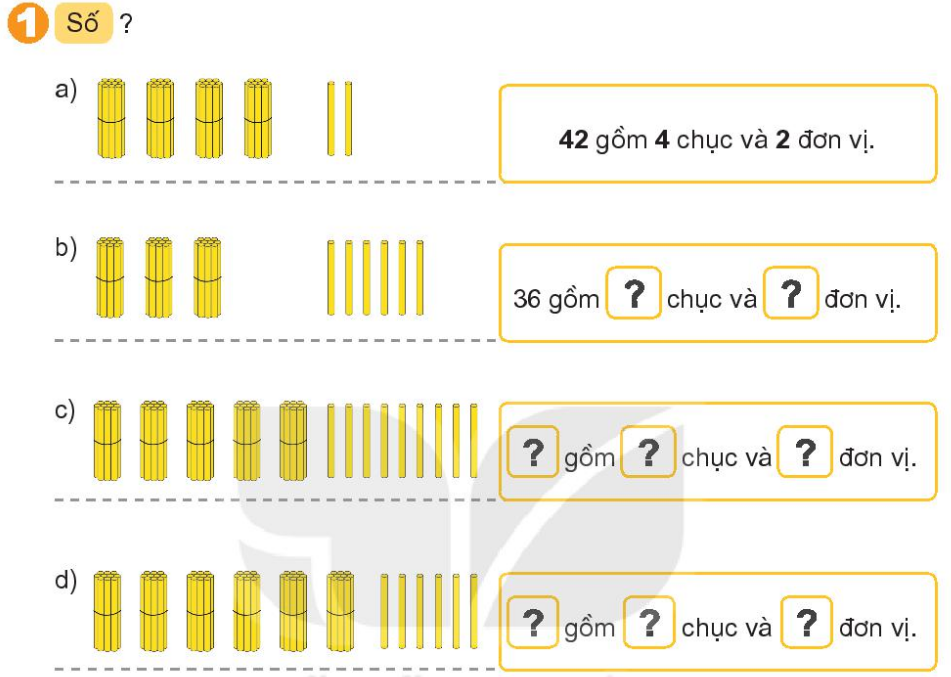 1 Số ?
a) 42 gồm 4 chục và 2 đơn vị.
b) 36 gồm ? chục và ? đơn vị.
c) ? gồm ? chục và ? đơn vị.
d) ? gồm ? chục và ? đơn vị.